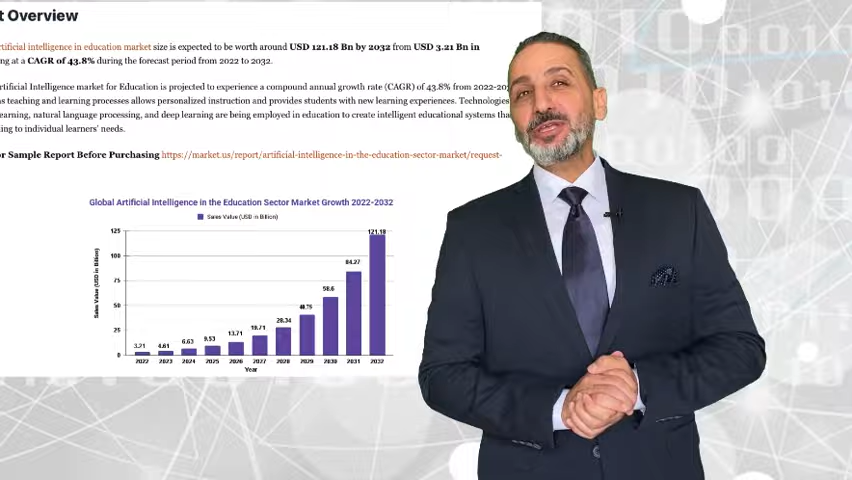 t Overview
rtificial intelligence in education market size is expected to be worth around USD 121.18 Bn by 2032 from USD 3.21 Bn in
ng at a CAGR of 43.8% during the forecast period from 2022 to 2032.
rtificial Intelligence market for Education is projected to experience a compound annual growth rate (CAGR) of 43.8% from 2022-20
s teaching and learning processes allows personalized instruction and provides students with new learning experiences. Technologies
earning, natural language processing, and deep learning are being employed in education to create intelligent educational systems tha
ing to individual learners' needs.
or Sample Report Before Purchasing https://market.us/report/artificial-intelligence-in-the-education-sector-market/request-
Global Artificial Intelligence in the Education Sector Market Growth 2022-2032
Sales Value (USD in Billion)
Sales Value (USD in Billion)
125
100
75
50
25
0
3.21 4.61 6.63 9.53 13.71 19.71 28.34 40.75 58.6 84.27 121.18
2022 2023 2024 2025 2026 2027 2028 2029 2030 2031 2032
Year